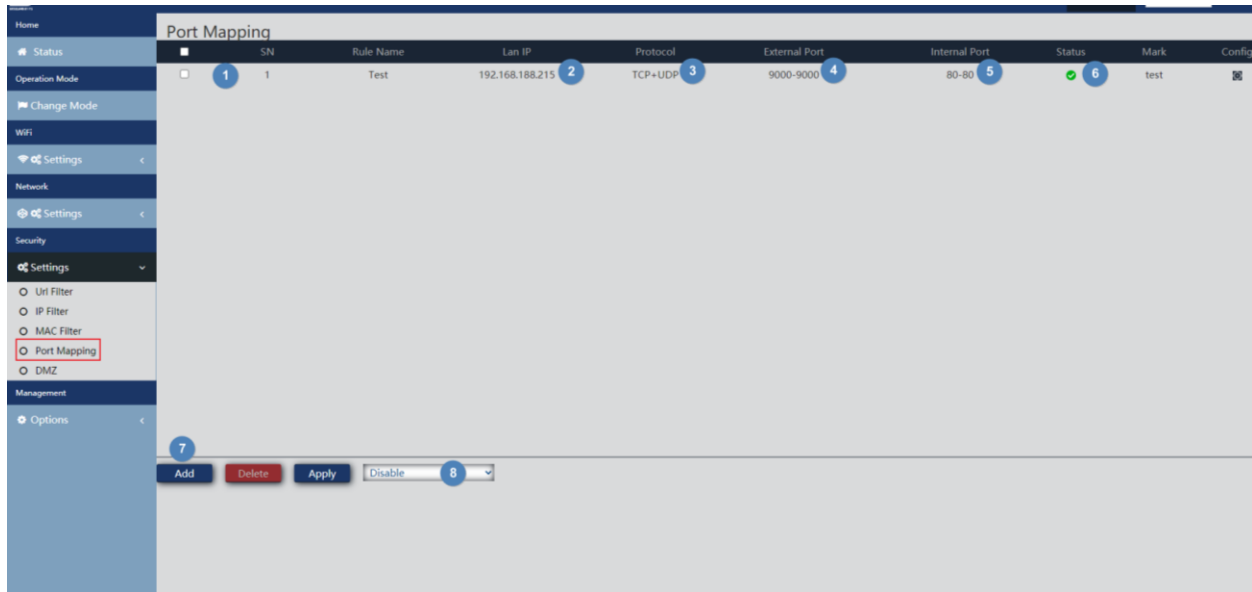 Home
Status
Operation Mode
Change Mode
WiFi
Settings
Network
Settings
Security
Settings
Url Filter
IP Filter
MAC Filter
Port Mapping
DMZ
Management
Options
Port Mapping
SN Rule Name Lan IP Protocol External Port Internal Port Status Mark Config
1 1 Test 192.168.188.215 2 TCP+UDP 3 9000-9000 4 80-80 5 6 test
7
Add Delete Apply Disable 8